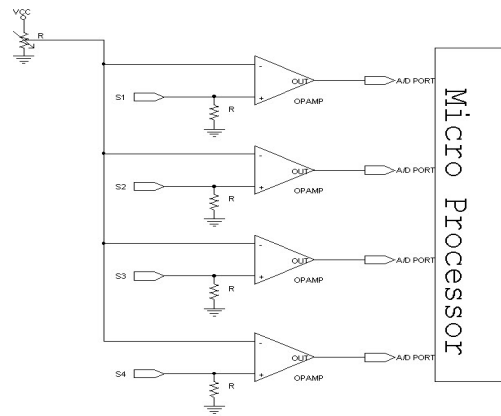 VCC
R
-
OUT
A/D PORT
S1
+
OPAMP
R
-
OUT
A/D PORT
S2
+
OPAMP
R
-
OUT
A/D PORT
S3
+
OPAMP
R
-
OUT
A/D PORT
S4
+
OPAMP
R
Micro Processor